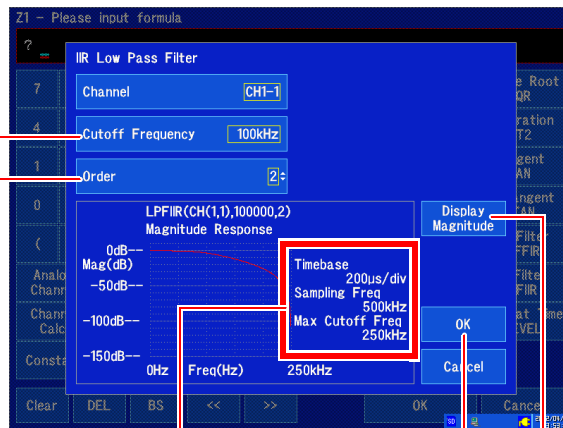 Z1 - Please input formula
?
IIR Low Pass Filter
Channel CH1-1
Cutoff Frequency 100kHz
Order 2
LPFIIR(CH(1,1),100000,2)
Magnitude Response
0dB
Mag(dB)
-50dB
-100dB
-150dB
0Hz Freq(Hz) 250kHz
Timebase
200µs/div
Sampling Freq
500kHz
Max Cutoff Freq
250kHz
Display
Magnitude
OK
Cancel
7
4
1
0
(
Clear DEL BS << >> OK Cance
SD